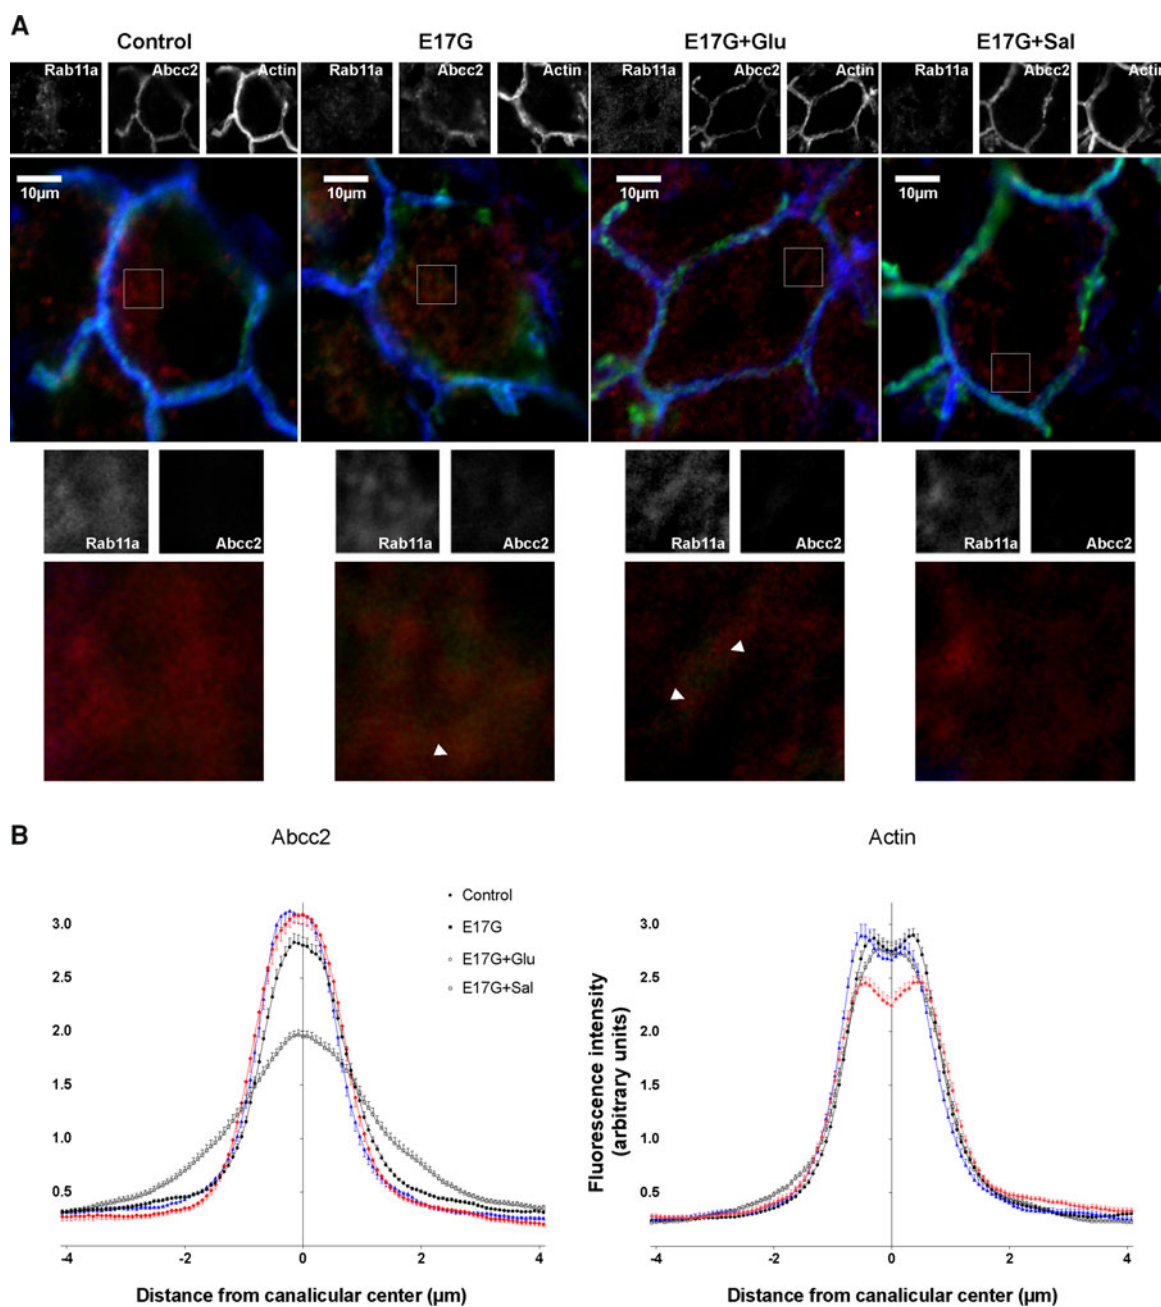 A
Control E17G E17G+Glu E17G+Sal
Rab11a Abcc2 Actin Rab11a Abcc2 Actin Rab11a Abcc2 Actin Rab11a Abcc2 Actin
10µm 10µm 10µm 10µm
Rab11a Abcc2 Rab11a Abcc2 Rab11a Abcc2 Rab11a Abcc2
B
Abcc2
Control
E17G
E17G+Glu
E17G+Sal
3.0
2.5
2.0
1.5
1.0
0.5
-4 -2 0 2 4
Distance from canalicular center (µm)
Actin
Fluorescence intensity
(arbitrary units)
3.0
2.5
2.0
1.5
1.0
0.5
-4 -2 0 2 4
Distance from canalicular center (µm)